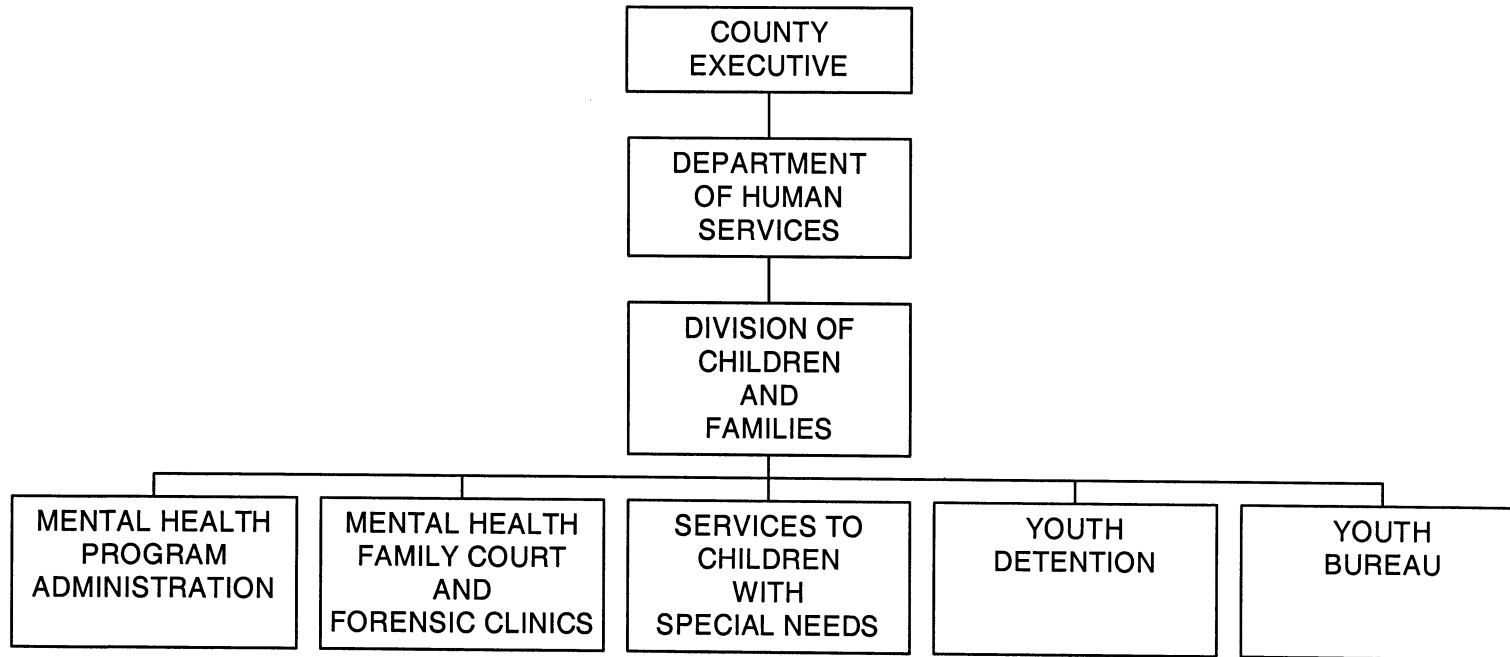 COUNTY
EXECUTIVE
DEPARTMENT
OF HUMAN
SERVICES
DIVISION OF
CHILDREN
AND
FAMILIES
MENTAL HEALTH
PROGRAM
ADMINISTRATION
MENTAL HEALTH
FAMILY COURT
AND
FORENSIC CLINICS
SERVICES TO
CHILDREN
WITH
SPECIAL NEEDS
YOUTH
DETENTION
YOUTH
BUREAU